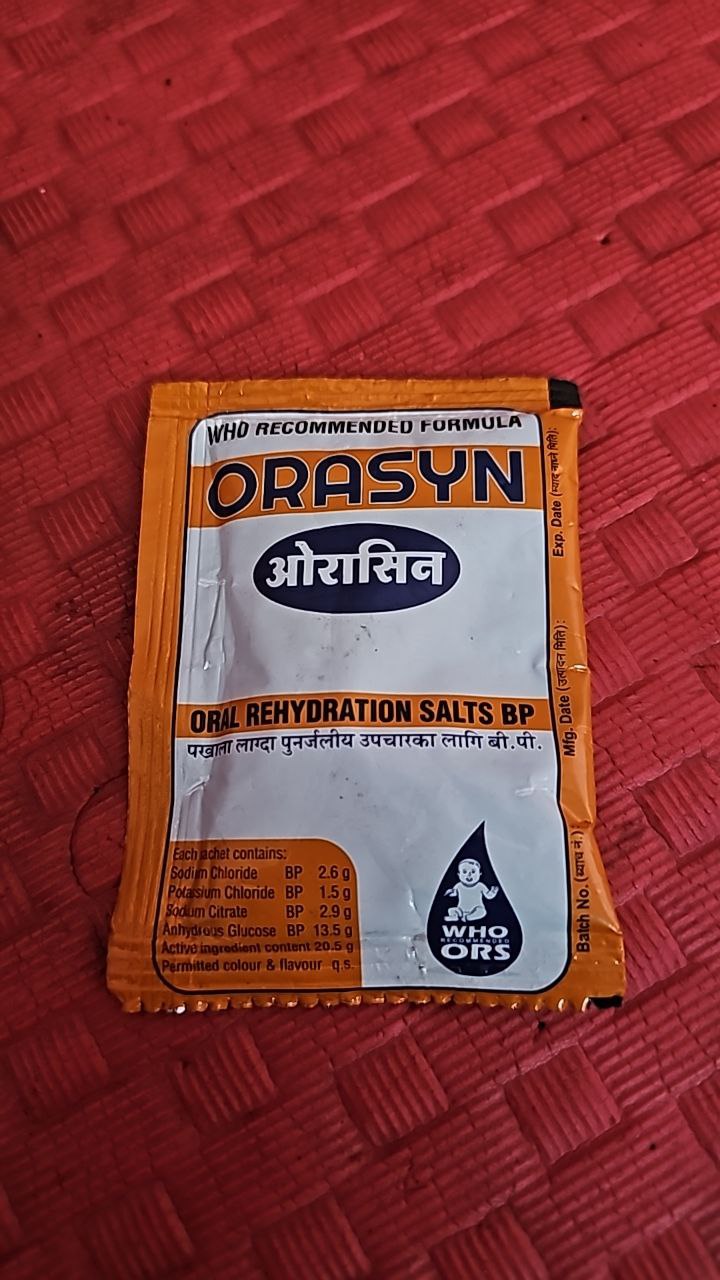 WHO RECOMMENDED FORMULA
ORASYN
ओरासिन
ORAL REHYDRATION SALTS BP
पखाला लाग्दा पुनर्जलीय उपचारका लागि बी.पी.
Each sachet contains:
Sodium Chloride BP 2.6 g
Potassium Chloride BP 1.5 g
Sodium Citrate BP 2.9 g
Anhydrous Glucose BP 13.5 g
Active ingredient content 20.5 g
Permitted colour & flavour q.s.
WHO
RECOMMENDED
ORS
Batch No. (ब्याच नं.)
Mfg. Date (उत्पादन मिति):
Exp. Date (म्याद नाघ्ने मिति):